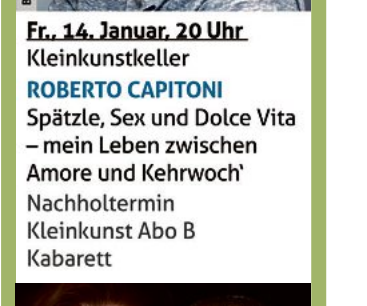 Fr., 14. Januar, 20 Uhr
Kleinkunstkeller
ROBERTO CAPITONI
Spätzle, Sex und Dolce Vita
– mein Leben zwischen
Amore und Kehrwoch‘
Nachholtermin
Kleinkunst Abo B
Kabarett